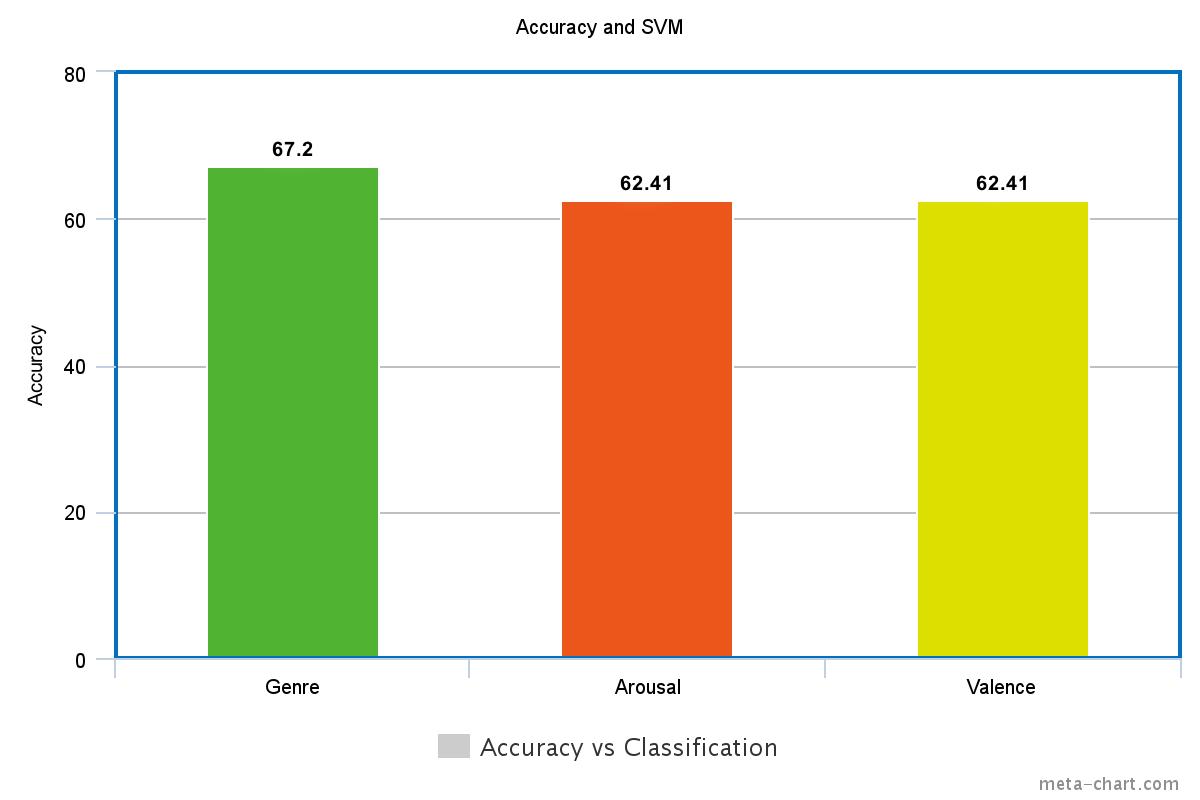 Accuracy and SVM
80
60
40
20
0
Accuracy
67.2
62.41
62.41
Genre
Arousal
Valence
Accuracy vs Classification
meta-chart.com